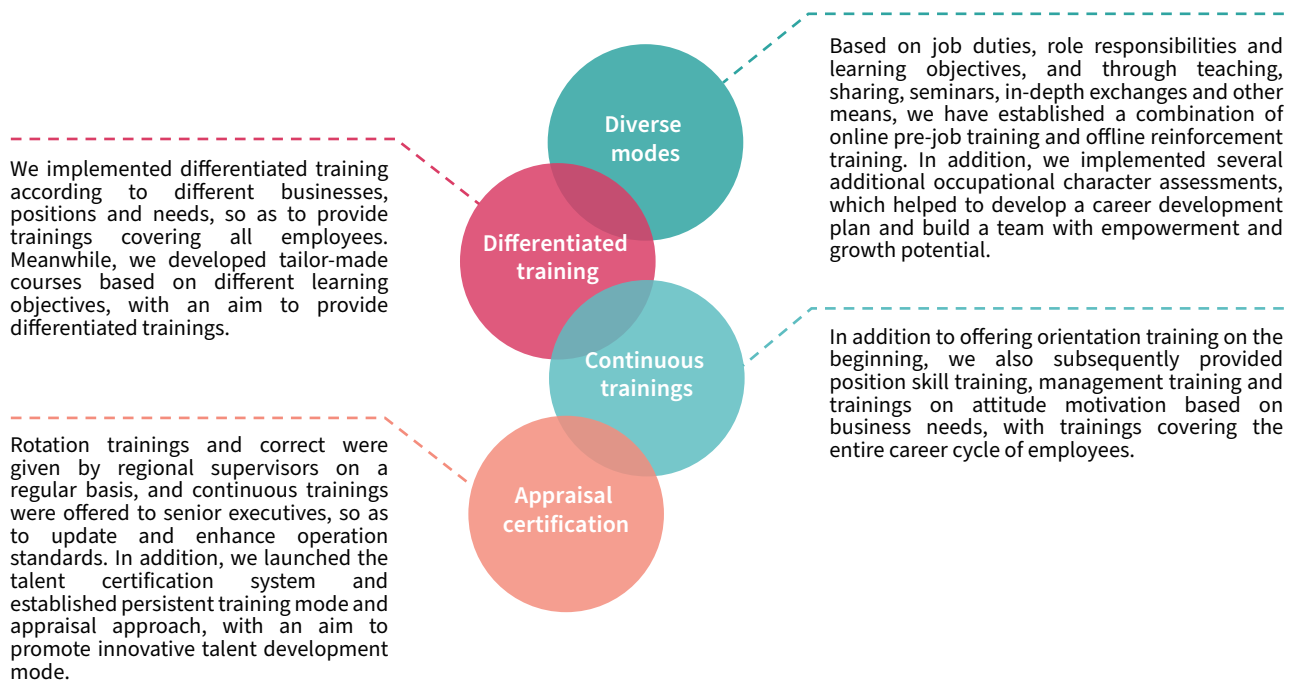 Diverse
modes
Based on job duties, role responsibilities and
learning objectives, and through teaching,
sharing, seminars, in-depth exchanges and other
means, we have established a combination of
online pre-job training and offline reinforcement
training. In addition, we implemented several
additional occupational character assessments,
which helped to develop a career development
plan and build a team with empowerment and
growth potential.
Differentiated
training
We implemented differentiated training
according to different businesses,
positions and needs, so as to provide
trainings covering all employees.
Meanwhile, we developed tailor-made
courses based on different learning
objectives, with an aim to provide
differentiated trainings.
Continuous
trainings
In addition to offering orientation training on the
beginning, we also subsequently provided
position skill training, management training and
trainings on attitude motivation based on
business needs, with trainings covering the
entire career cycle of employees.
Appraisal
certification
Rotation trainings and correct were
given by regional supervisors on a
regular basis, and continuous trainings
were offered to senior executives, so as
to update and enhance operation
standards. In addition, we launched the
talent certification system and
established persistent training mode and
appraisal approach, with an aim to
promote innovative talent development
mode.